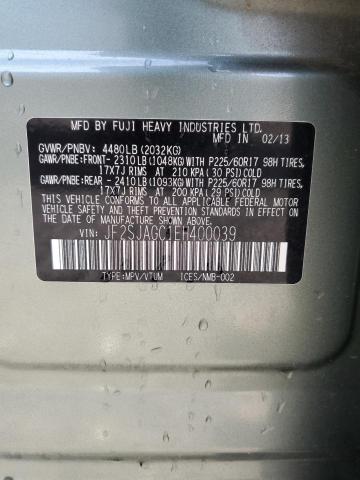 MFD BY FUJI HEAVY INDUSTRIES LTD.
MFD IN 02/13
GVWR/PNBV: 4480LB (2032KG)
GAWR/PNBE:FRONT- 2310LB(1048KG)WITH P225/60R17 98H TIRES,
17X7J RIMS AT 210 KPA( 30 PSI)COLD
GAWR/PNBE:REAR - 2410LB(1093KG)WITH P225/60R17 98H TIRES,
17X7J RIMS AT 200 KPA(29 PSI)COLD
THIS VEHICLE CONFORMS TO ALL APPLICABLE FEDERAL
MOTOR VEHICLE SAFETY, BUMPER, AND THEFT PREVENTION
STANDARDS IN EFFECT ON THE DATE OF MANUFACTURE
SHOWN ABOVE.
VIN: JF2SJAGC1EH400039
TYPE:MPV/VTUM ICES/NMB-002